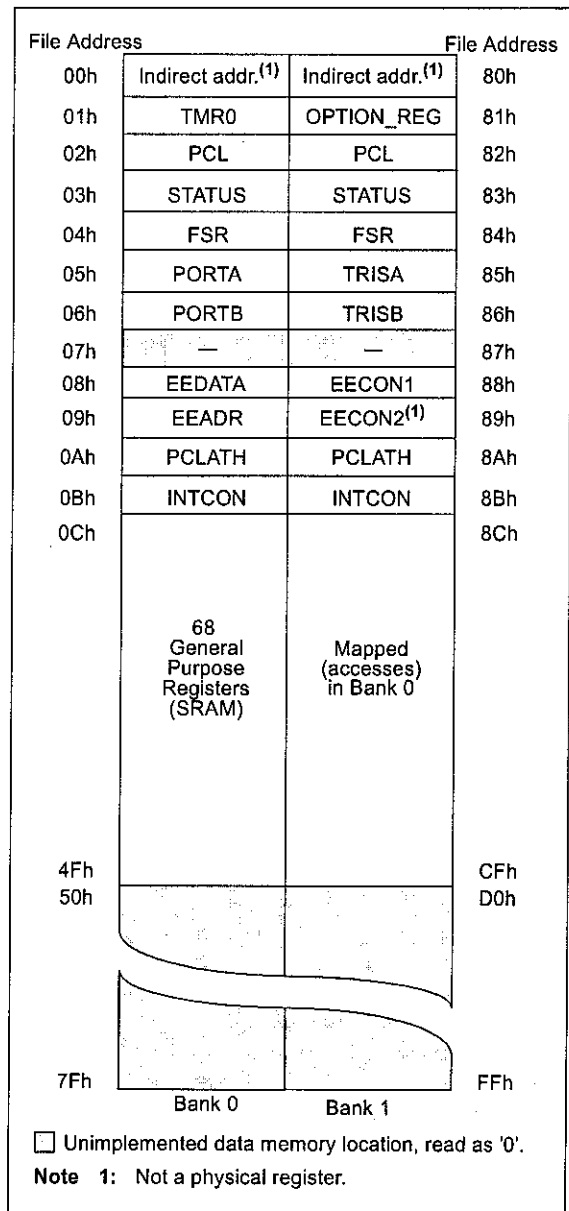 File Address File Address
00h Indirect addr.(1) Indirect addr.(1) 80h
01h TMR0 OPTION_REG 81h
02h PCL PCL 82h
03h STATUS STATUS 83h
04h FSR FSR 84h
05h PORTA TRISA 85h
06h PORTB TRISB 86h
07h — — 87h
08h EEDATA EECON1 88h
09h EEADR EECON2(1) 89h
0Ah PCLATH PCLATH 8Ah
0Bh INTCON INTCON 8Bh
0Ch 8Ch
68
General
Purpose
Registers
(SRAM)
Mapped
(accesses)
in Bank 0
4Fh CFh
50h D0h
7Fh FFh
Bank 0 Bank 1
Unimplemented data memory location, read as '0'.
Note 1: Not a physical register.